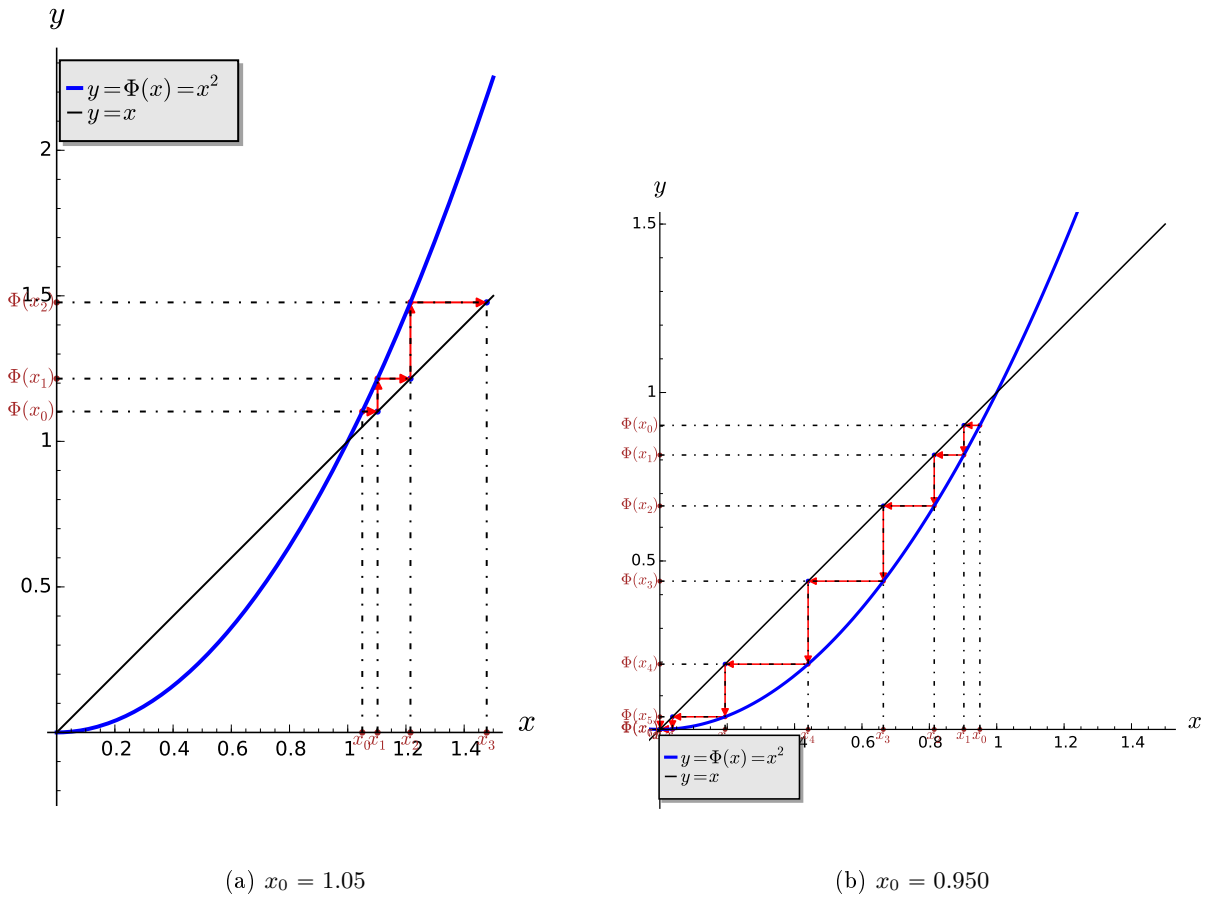 y
y = Φ(x) = x²
y = x
2
1.5
Φ(x₂)
Φ(x₁)
Φ(x₀)
1
0.5
x
0.2 0.4 0.6 0.8 1.0 1.2 1.4
x₀ x₁ x₂ x₃
(a) x₀ = 1.05
y
1.5
1
Φ(x₀)
Φ(x₁)
Φ(x₂)
0.5
Φ(x₃)
Φ(x₄)
Φ(x₅)
x
0.6 0.8 1 1.2 1.4
x₄ x₃ x₁ x₀
y = Φ(x) = x²
y = x
(b) x₀ = 0.950